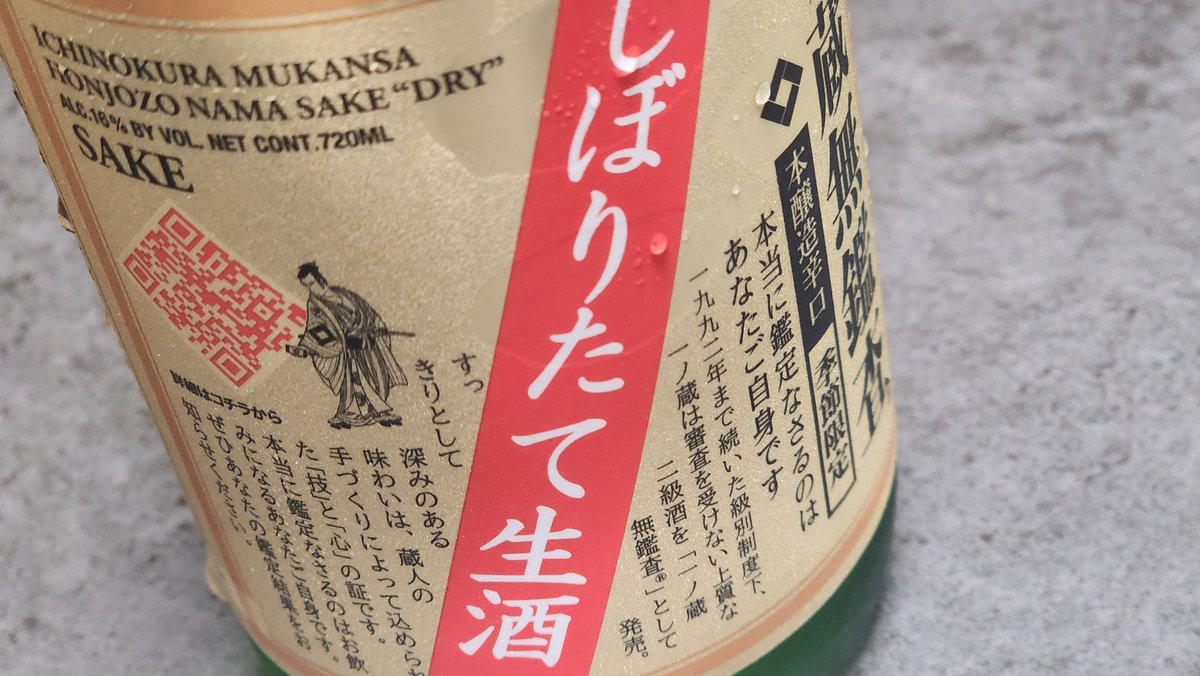 ICHINOKURA MUKANSA
HONJOZO NAMA SAKE “DRY”
ALC.16% BY VOL. NET CONT.720ML
SAKE
しぼりたて生酒
蔵無鑑査
本醸造辛口
季節限定
本当に鑑定なさるのは
あなたご自身です
一九九二年まで続いた級別制度下、
一ノ蔵は審査を受けない上質な
二級酒を「一ノ蔵
無鑑査®」として
発売。
すっ
きりとして
深みのある
味わいは、蔵人の
手づくりによって込められ
た「技」と「心」の証です。
本当に鑑定なさるのはお飲
みになるあなたご自身です。
ぜひあなたの鑑定結果をお
知らせください。
詳細はコチラから